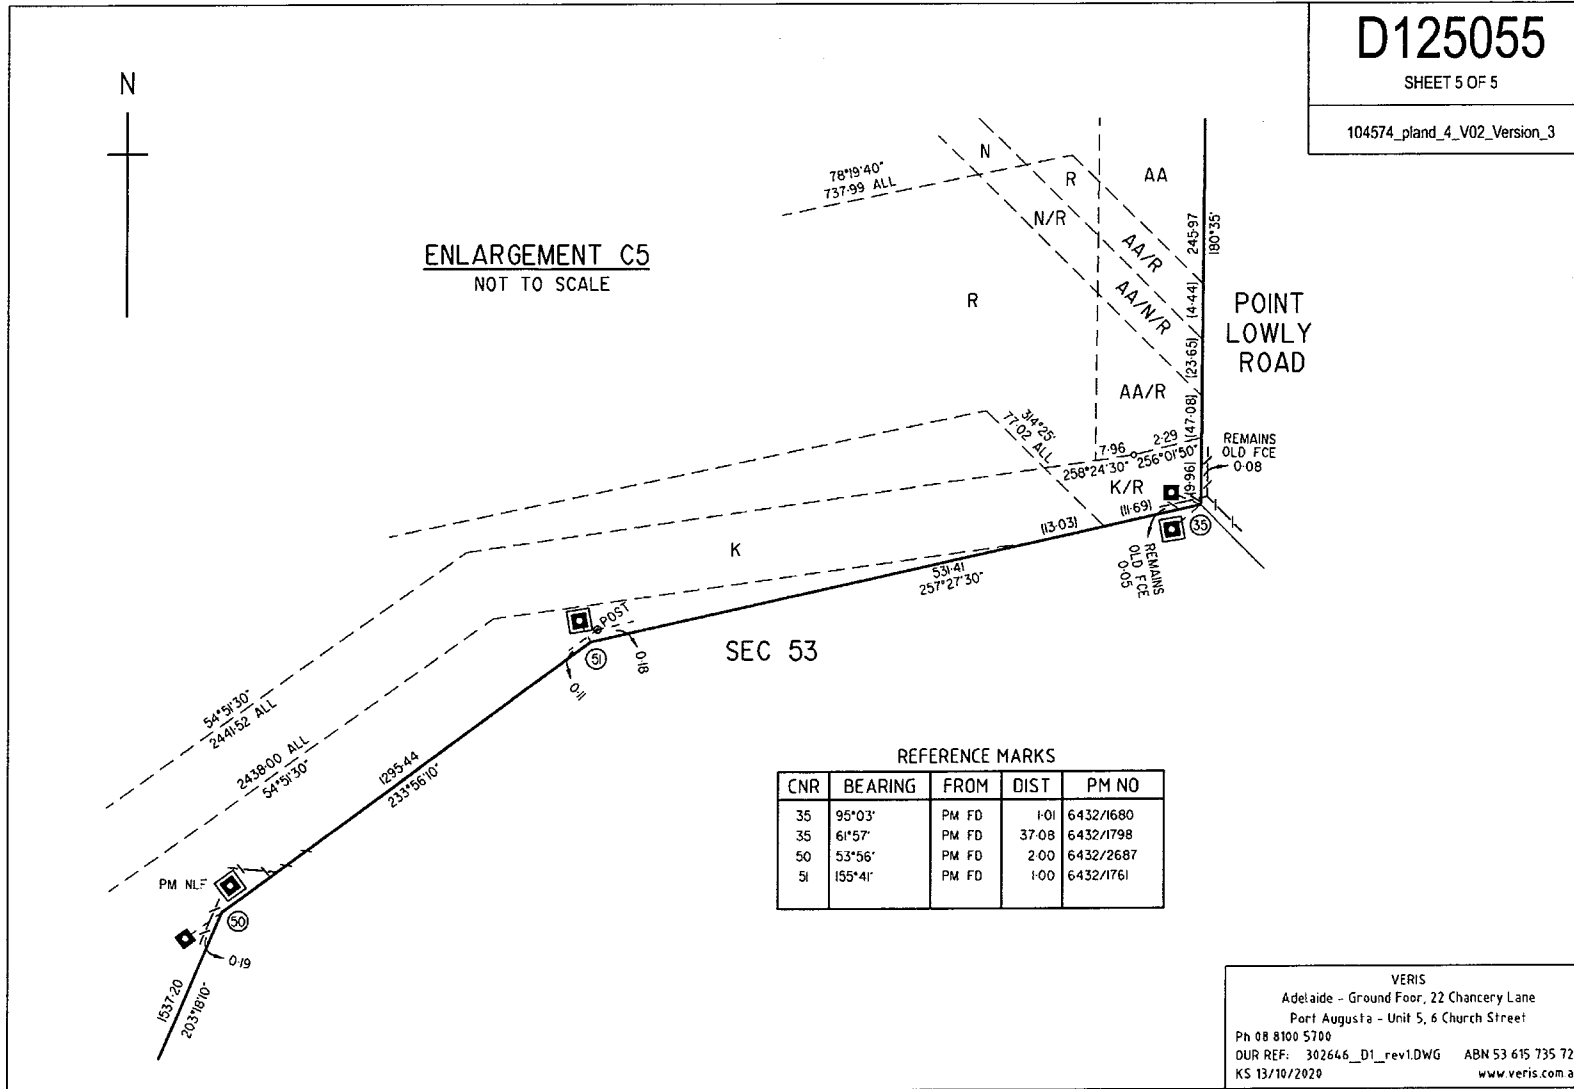 D125055
SHEET 5 OF 5
104574_pland_4_V02_Version_3
N
ENLARGEMENT C5
NOT TO SCALE
78°19'40"
737·99 ALL
N
R
AA
N/R
AA/R
AA/N/R
R
AA/R
245·97
180°35'
(4·44)
(23·65)
(47·08)
(9·96)
POINT
LOWLY
ROAD
314°25'
77·02 ALL
7·96
258°24'30"
2·29
256°01'50"
REMAINS
OLD FCE
0·08
K/R
(11·69)
(13·03)
35
REMAINS
OLD FCE
0·05
K
531·41
257°27'30"
POST
51
0·18
0·11
SEC 53
54°51'30"
2441·52 ALL
2438·00 ALL
54°51'30"
1295·44
233°56'10"
PM NLF
50
0·19
1537·20
203°18'10"
REFERENCE MARKS
CNR BEARING FROM DIST PM NO
35 95°03' PM FD 1·01 6432/1680
35 61°57' PM FD 37·08 6432/1798
50 53°56' PM FD 2·00 6432/2687
51 155°41' PM FD 1·00 6432/1761
VERIS
Adelaide - Ground Foor, 22 Chancery Lane
Port Augusta - Unit 5, 6 Church Street
Ph 08 8100 5700
OUR REF: 302646_D1_rev1.DWG ABN 53 615 735 72
KS 13/10/2020 www.veris.com.a